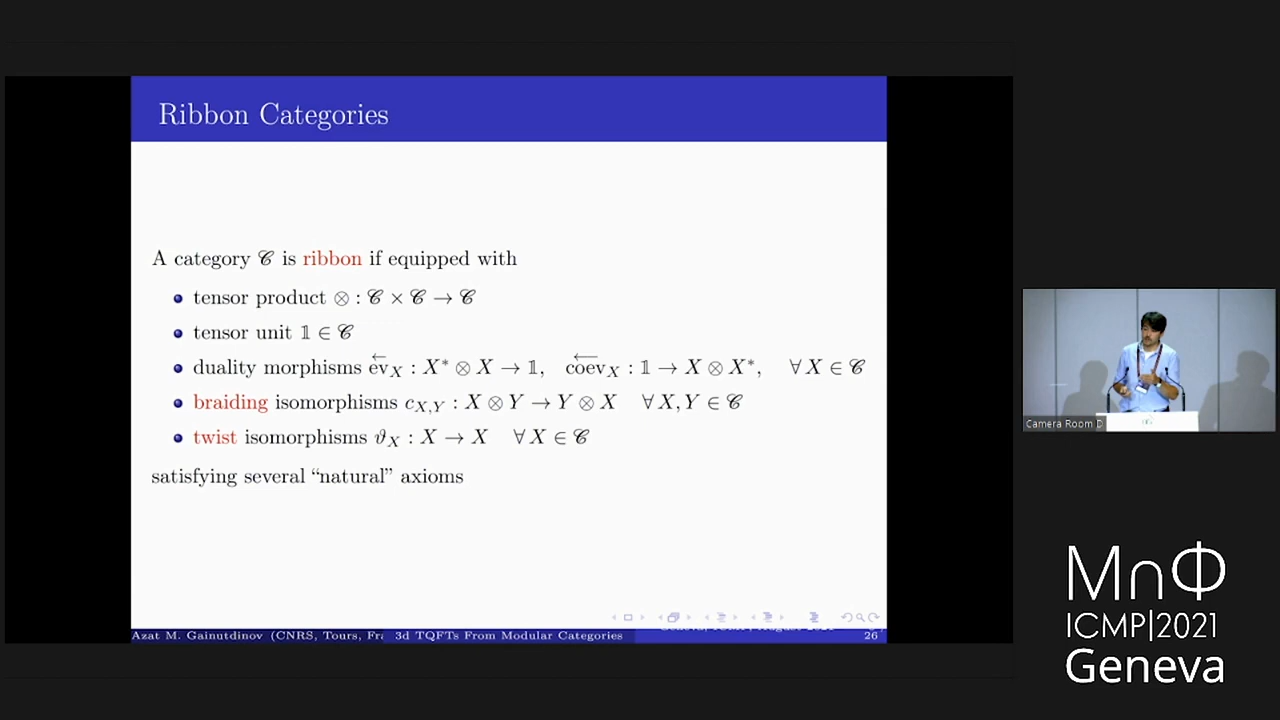 Ribbon Categories
A category 𝒞 is ribbon if equipped with
tensor product ⊗ : 𝒞 × 𝒞 → 𝒞
tensor unit 𝟙 ∈ 𝒞
duality morphisms ev←_X : X* ⊗ X → 𝟙, coev←_X : 𝟙 → X ⊗ X*, ∀ X ∈ 𝒞
braiding isomorphisms c_{X,Y} : X ⊗ Y → Y ⊗ X ∀ X, Y ∈ 𝒞
twist isomorphisms ϑ_X : X → X ∀ X ∈ 𝒞
satisfying several “natural” axioms
Azat M. Gainutdinov (CNRS, Tours, Fra 3d TQFTs From Modular Categories
26
Camera Room D
M∩Φ
ICMP|2021
Geneva